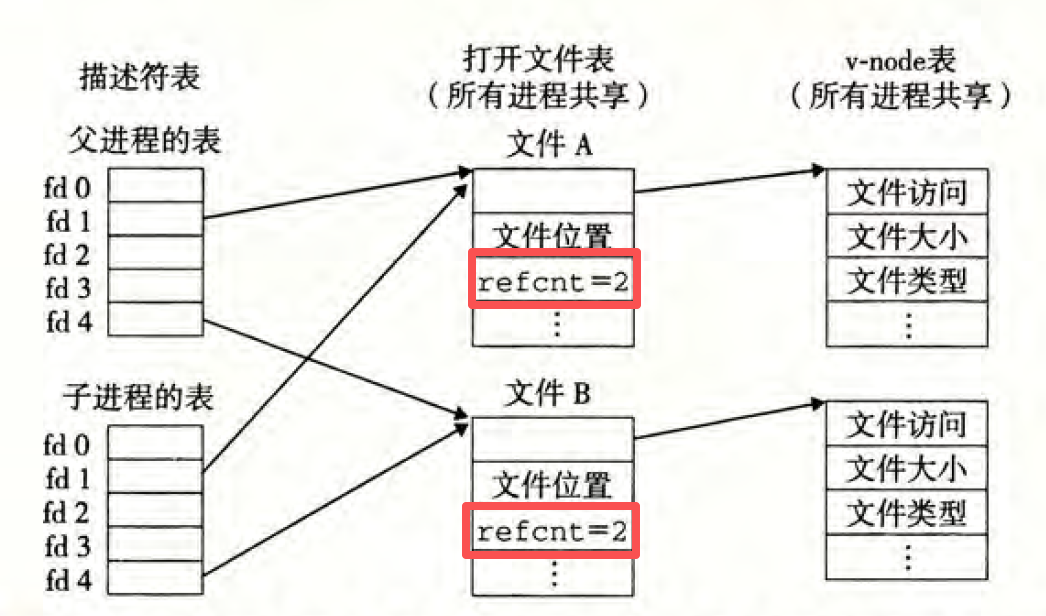 描述符表
打开文件表
（所有进程共享）
v-node表
（所有进程共享）
父进程的表
fd 0
fd 1
fd 2
fd 3
fd 4
文件 A
文件位置
refcnt=2
⋮
文件访问
文件大小
文件类型
⋮
子进程的表
fd 0
fd 1
fd 2
fd 3
fd 4
文件 B
文件位置
refcnt=2
⋮
文件访问
文件大小
文件类型
⋮